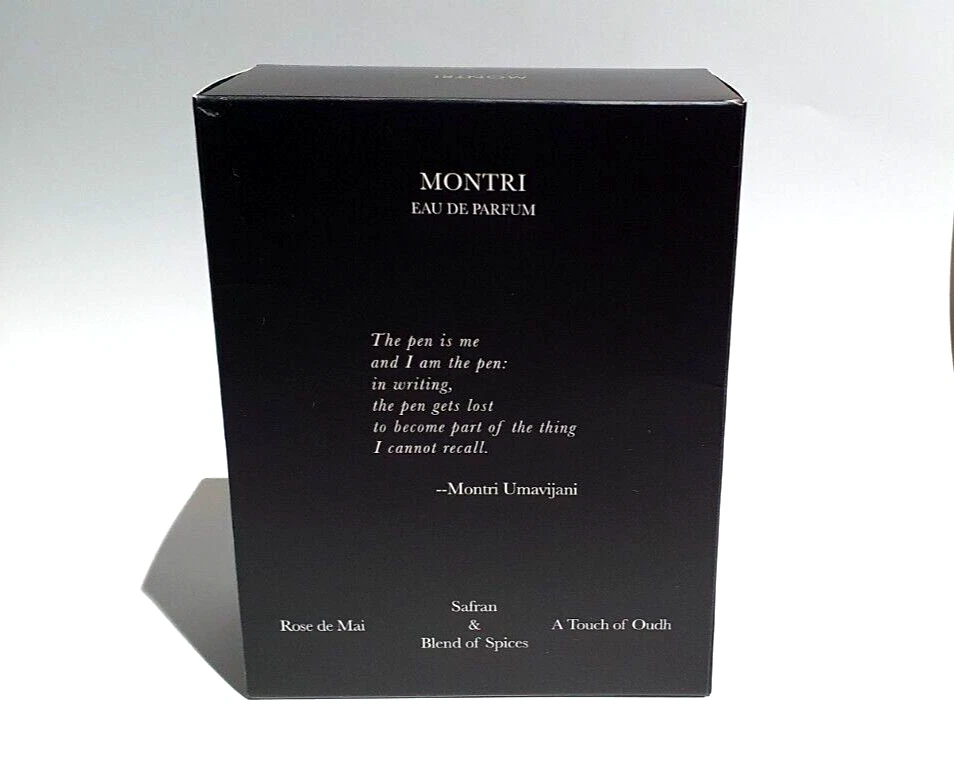 MONTRI
MONTRI
EAU DE PARFUM
The pen is me
and I am the pen:
in writing,
the pen gets lost
to become part of the thing
I cannot recall.
--Montri Umavijani
Rose de Mai
Safran
&
Blend of Spices
A Touch of Oudh